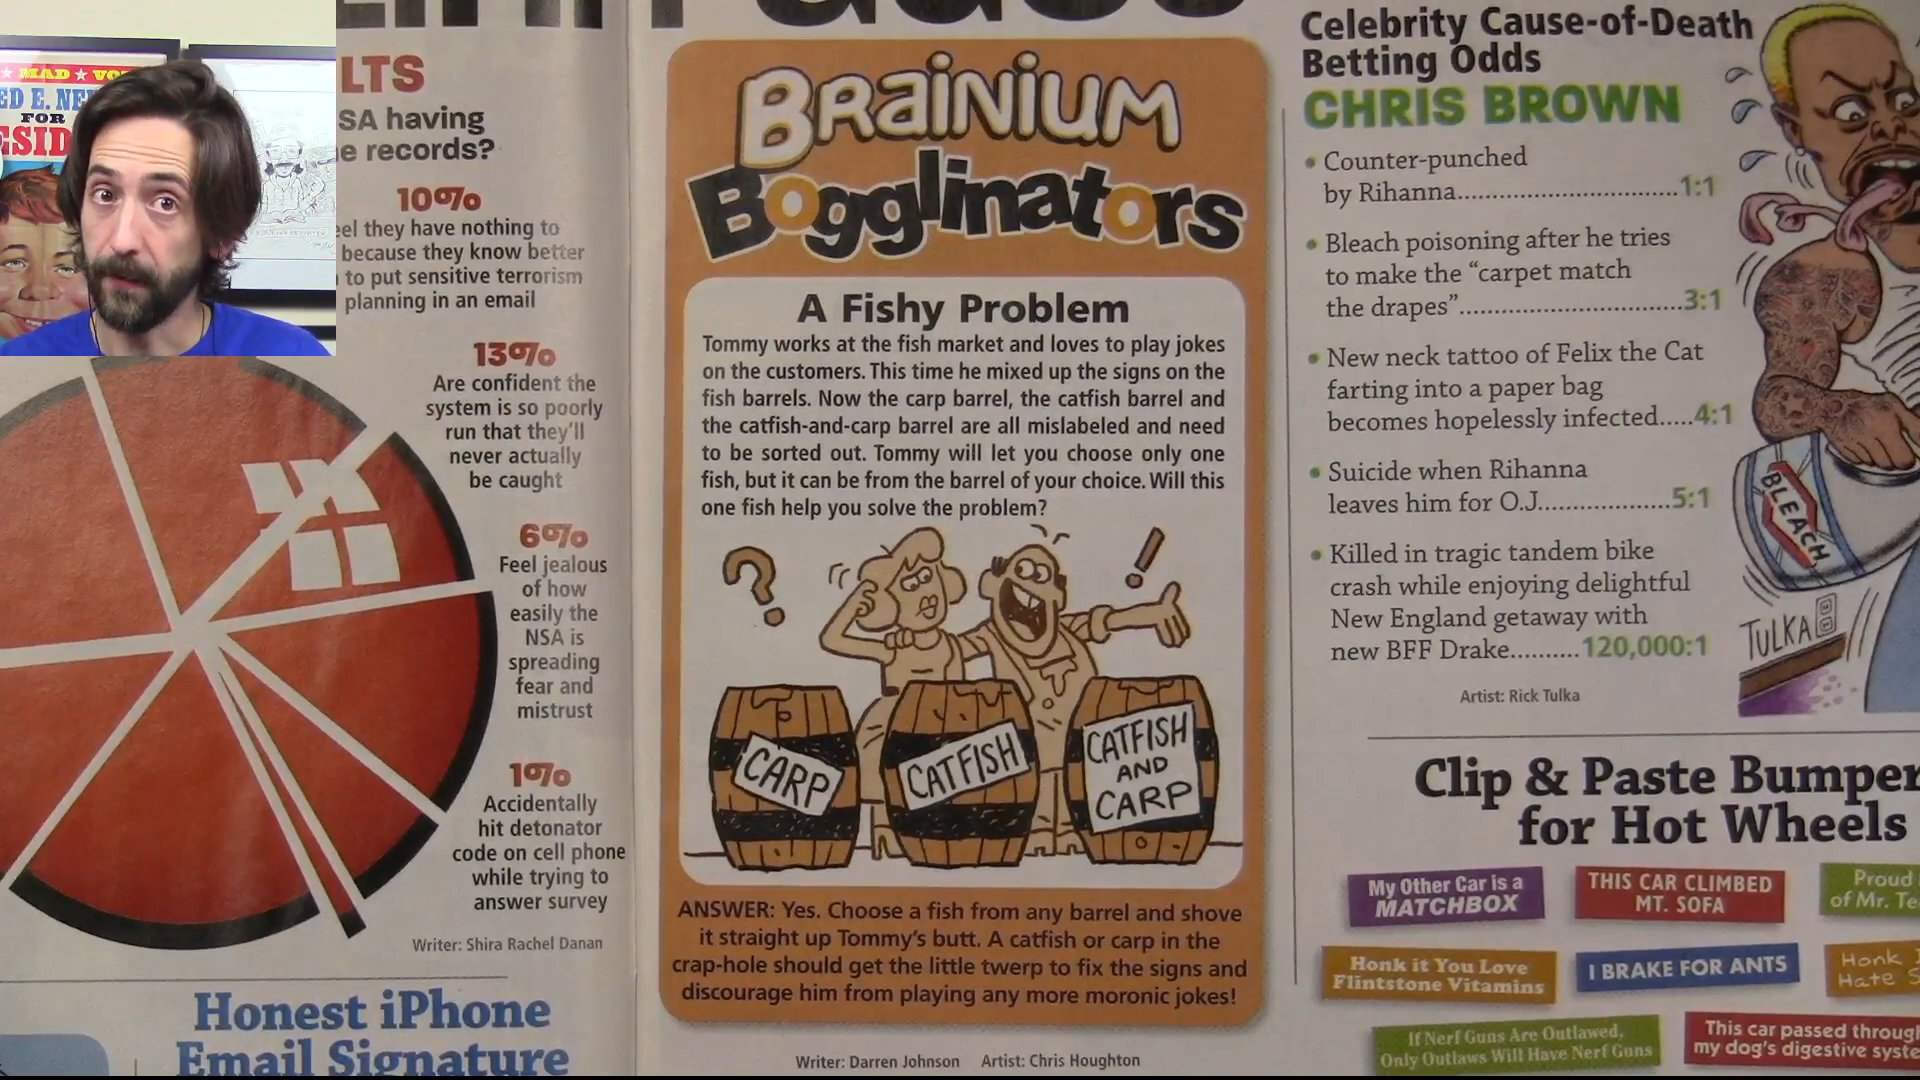 ★ MAD ★
FOR
LTS
SA having
e records?
10%
el they have nothing to
because they know better
to put sensitive terrorism
planning in an email
13%
Are confident the
system is so poorly
run that they'll
never actually
be caught
6%
Feel jealous
of how
easily the
NSA is
spreading
fear and
mistrust
1%
Accidentally
hit detonator
code on cell phone
while trying to
answer survey
Writer: Shira Rachel Danan
Honest iPhone
Email Signature
Brainium
Bogglinators
A Fishy Problem
Tommy works at the fish market and loves to play jokes
on the customers. This time he mixed up the signs on the
fish barrels. Now the carp barrel, the catfish barrel and
the catfish-and-carp barrel are all mislabeled and need
to be sorted out. Tommy will let you choose only one
fish, but it can be from the barrel of your choice. Will this
one fish help you solve the problem?
? !
CARP
CATFISH
CATFISH
AND
CARP
ANSWER: Yes. Choose a fish from any barrel and shove
it straight up Tommy's butt. A catfish or carp in the
crap-hole should get the little twerp to fix the signs and
discourage him from playing any more moronic jokes!
Writer: Darren Johnson Artist: Chris Houghton
Celebrity Cause-of-Death
Betting Odds
CHRIS BROWN
• Counter-punched
by Rihanna..............................1:1
• Bleach poisoning after he tries
to make the “carpet match
the drapes”..............................3:1
• New neck tattoo of Felix the Cat
farting into a paper bag
becomes hopelessly infected.....4:1
• Suicide when Rihanna
leaves him for O.J....................5:1
• Killed in tragic tandem bike
crash while enjoying delightful
New England getaway with
new BFF Drake..........120,000:1
BLEACH
TULKA
Artist: Rick Tulka
Clip & Paste Bumper
for Hot Wheels
My Other Car is a
MATCHBOX
THIS CAR CLIMBED
MT. SOFA
Proud
of Mr. Te
Honk it You Love
Flintstone Vitamins
I BRAKE FOR ANTS
Honk
Hate S
If Nerf Guns Are Outlawed,
Only Outlaws Will Have Nerf Guns
This car passed through
my dog's digestive syste